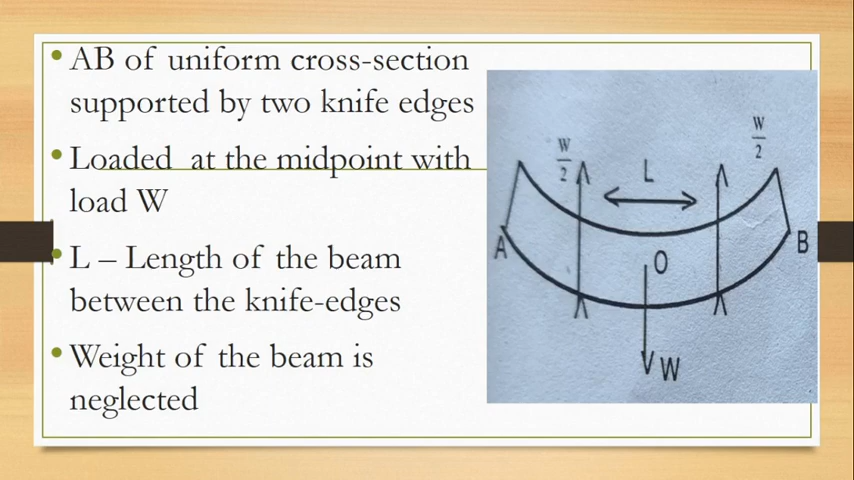 • AB of uniform cross-section
supported by two knife edges
• Loaded at the midpoint with
load W
• L – Length of the beam
between the knife-edges
• Weight of the beam is
neglected
W
2
W
2
L
A
B
O
W